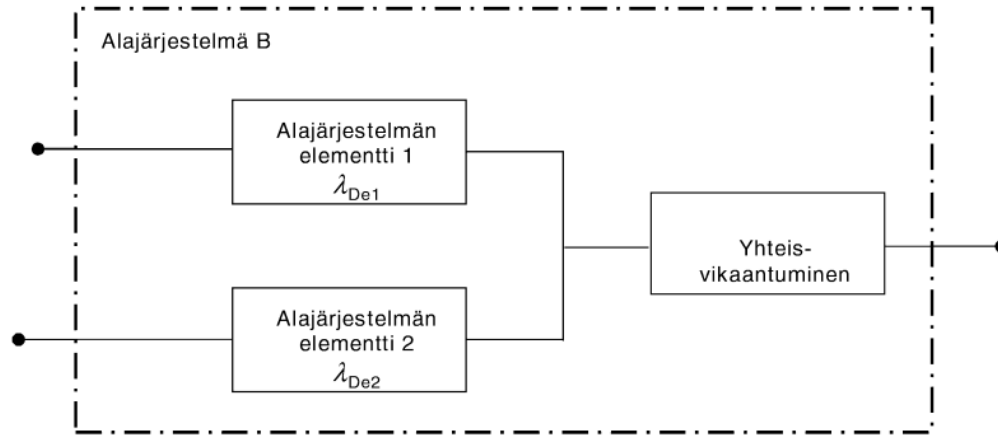 Alajärjestelmä B
Alajärjestelmän
elementti 1
λDe1
Alajärjestelmän
elementti 2
λDe2
Yhteis-
vikaantuminen